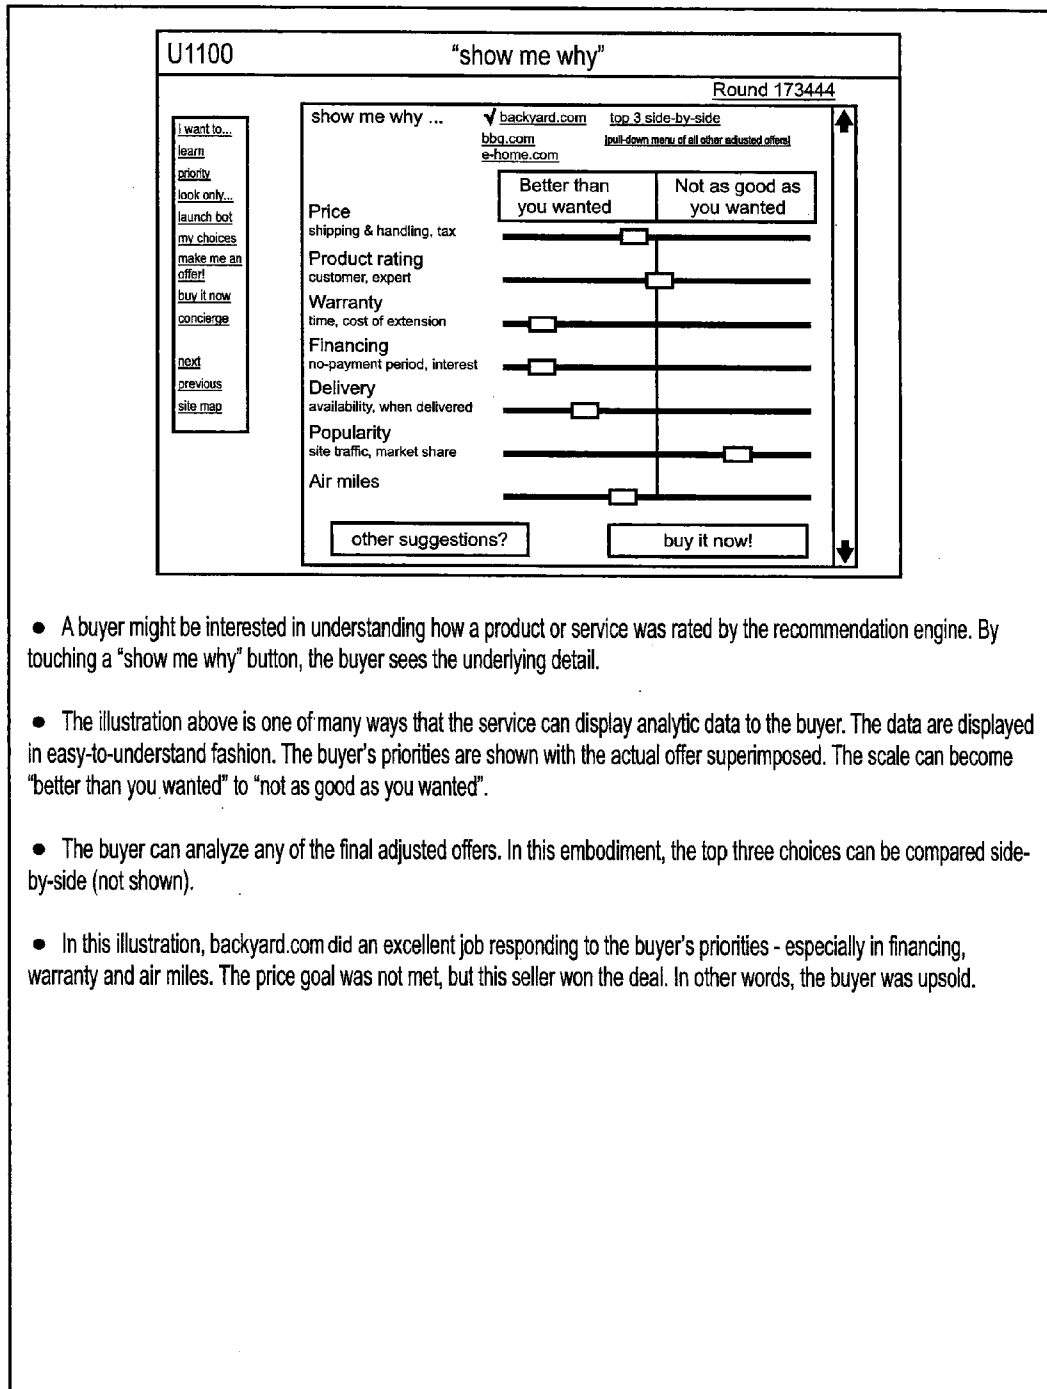 U1100
"show me why"
Round 173444
i want to...
learn
priority
look only...
launch bot
my choices
make me an
offer!
buy it now
concierge
next
previous
site map
show me why ...
√ backyard.com
top 3 side-by-side
bbq.com
[pull-down menu of all other adjusted offers]
e-home.com
Better than
you wanted
Not as good as
you wanted
Price
shipping & handling, tax
Product rating
customer, expert
Warranty
time, cost of extension
Financing
no-payment period, interest
Delivery
availability, when delivered
Popularity
site traffic, market share
Air miles
other suggestions?
buy it now!
● A buyer might be interested in understanding how a product or service was rated by the recommendation engine. By
touching a "show me why" button, the buyer sees the underlying detail.
● The illustration above is one of many ways that the service can display analytic data to the buyer. The data are displayed
in easy-to-understand fashion. The buyer's priorities are shown with the actual offer superimposed. The scale can become
"better than you wanted" to "not as good as you wanted".
● The buyer can analyze any of the final adjusted offers. In this embodiment, the top three choices can be compared side-
by-side (not shown).
● In this illustration, backyard.com did an excellent job responding to the buyer's priorities - especially in financing,
warranty and air miles. The price goal was not met, but this seller won the deal. In other words, the buyer was upsold.